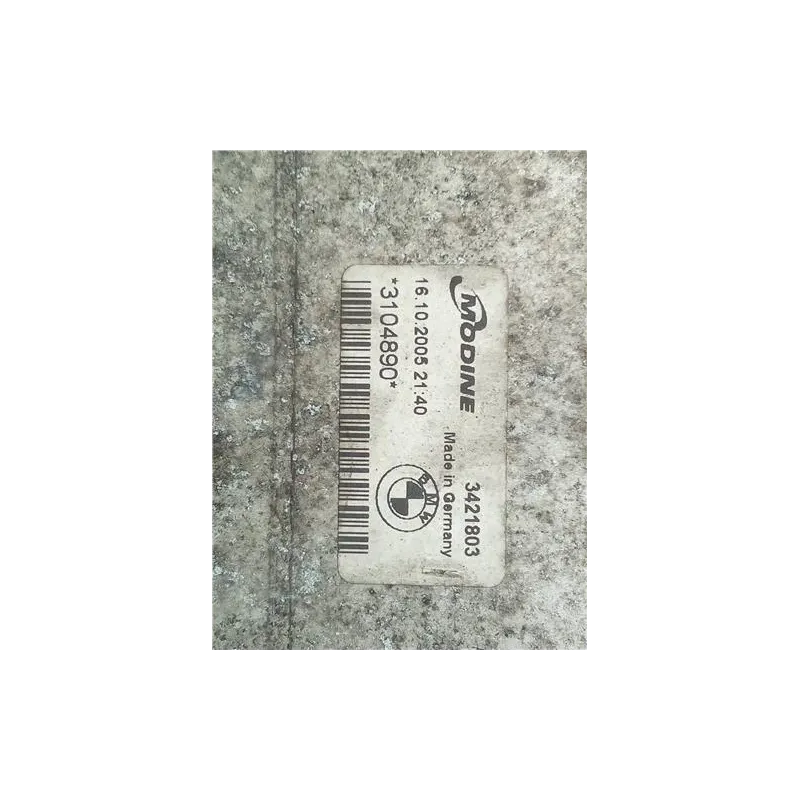 MODINE 3421803
16.10.2005 21:40 Made in Germany
*3104890*
BMW